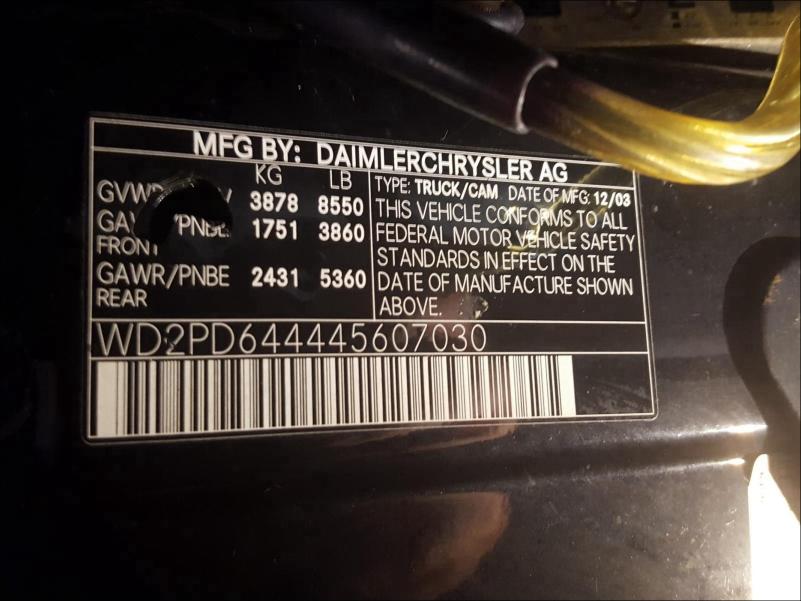 MFG BY: DAIMLERCHRYSLER AG
KG LB
3878 8550
1751 3860
FRONT
GAWR/PNBE 2431 5360
REAR
TYPE: TRUCK/CAM DATE OF MFG: 12/03
THIS VEHICLE CONFORMS TO ALL
FEDERAL MOTOR VEHICLE SAFETY
STANDARDS IN EFFECT ON THE
DATE OF MANUFACTURE SHOWN
ABOVE.
WD2PD644445607030